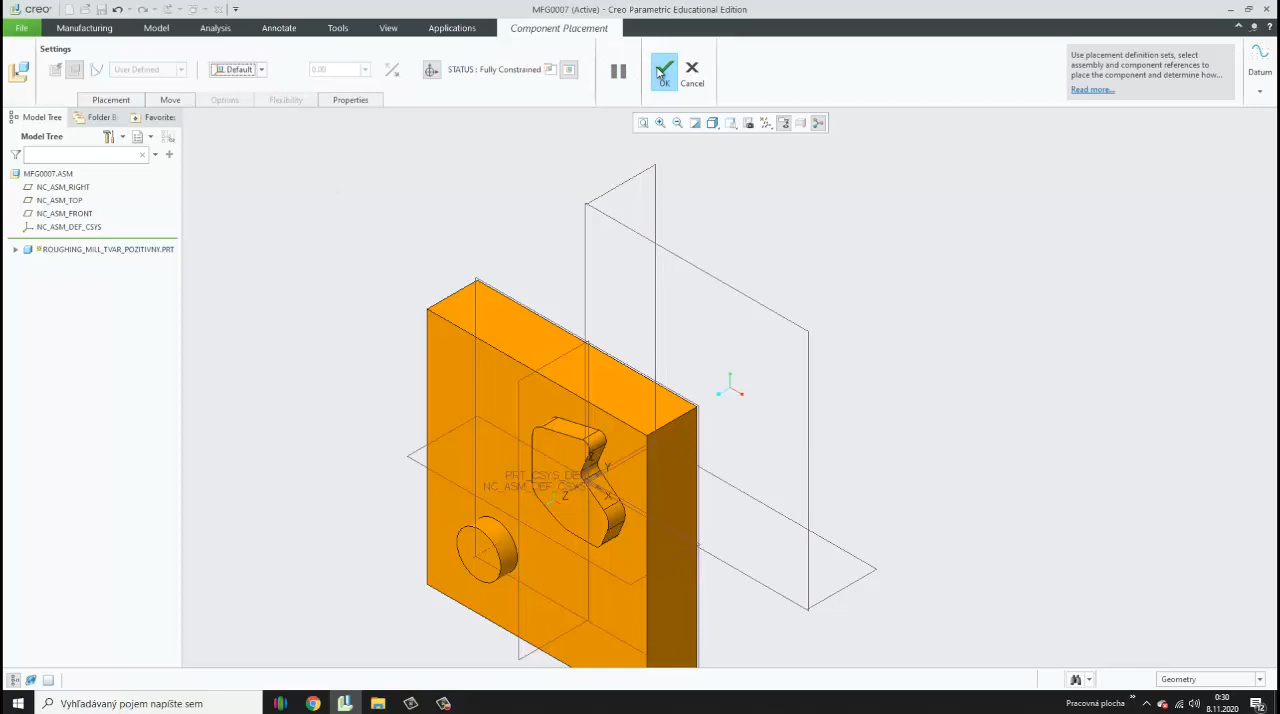 creo
MFG0007 (Active) - Creo Parametric Educational Edition
File Manufacturing Model Analysis Annotate Tools View Applications Component Placement
Settings
User Defined Default 0.00 STATUS : Fully Constrained OK Cancel
Use placement definition sets, select
assembly and component references to
place the component and determine how...
Read more...
Datum
Placement Move Options Flexibility Properties
Model Tree Folder B Favorite:
Model Tree
MFG0007.ASM
NC_ASM_RIGHT
NC_ASM_TOP
NC_ASM_FRONT
NC_ASM_DEF_CSYS
ROUGHING_MILL_TVAR_POZITIVNY.PRT
PRT_CSYS_DE
NC_ASM_DEF_CSYS
Z
Y
X
Z
Geometry
Vyhľadávaný pojem napíšte sem
Pracovná plocha
0:30
8.11.2020